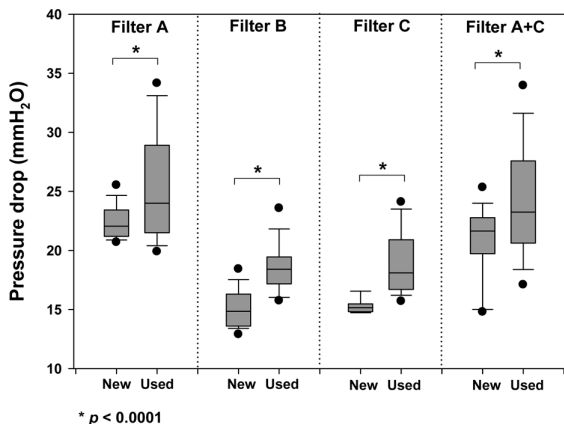 40
35
30
25
20
15
10
Pressure drop (mmH₂O)
Filter A
Filter B
Filter C
Filter A+C
*
*
*
*
New Used New Used New Used New Used
* p < 0.0001